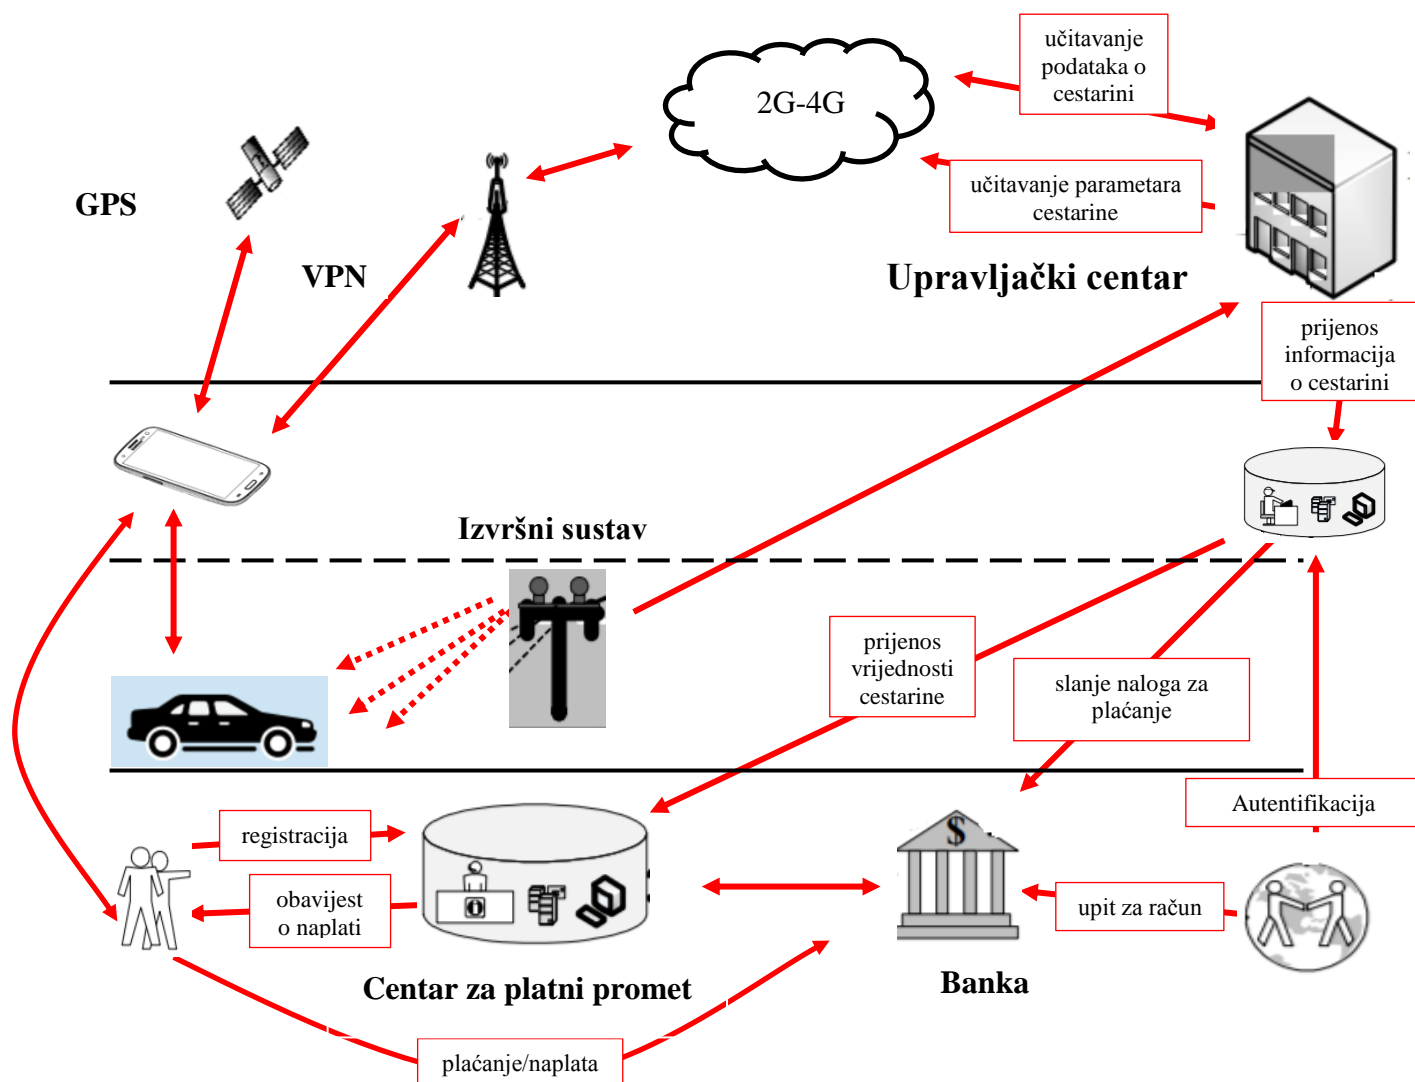 učitavanje
podataka o
cestarini
2G-4G
učitavanje parametara
cestarine
GPS
VPN
Upravljački centar
prijenos
informacija
o cestarini
Izvršni sustav
prijenos
vrijednosti
cestarine
slanje naloga za
plaćanje
Autentifikacija
registracija
obavijest
o naplati
$
upit za račun
Centar za platni promet
Banka
plaćanje/naplata